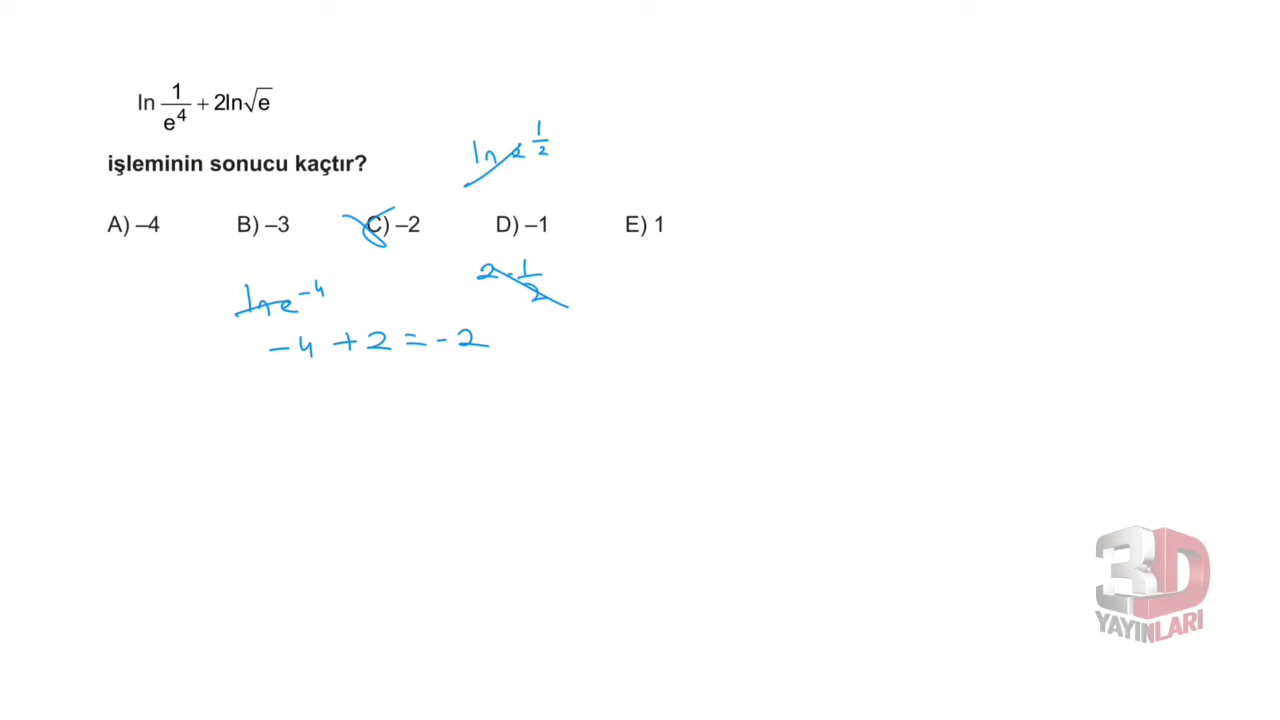 ln 1/e⁴ + 2ln√e
işleminin sonucu kaçtır?
ln e^1/2
A) –4 B) –3 C) –2 D) –1 E) 1
2 · 1/2
ln e^-4
-4 + 2 = -2
3D
YAYINLARI